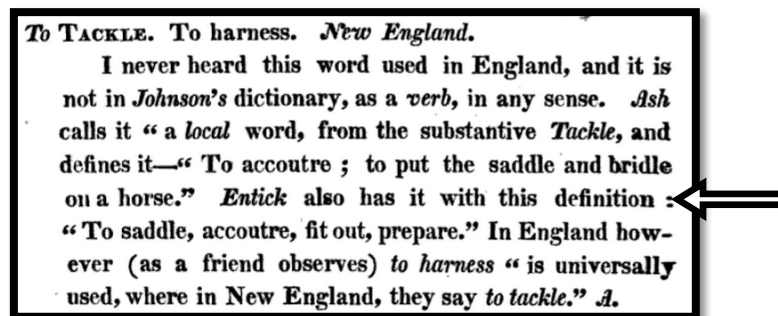 To TACKLE. To harness. New England.
I never heard this word used in England, and it is
not in Johnson's dictionary, as a verb, in any sense. Ash
calls it “ a local word, from the substantive Tackle, and
defines it—“ To accoutre ; to put the saddle and bridle
on a horse.” Entick also has it with this definition :
“ To saddle, accoutre, fit out, prepare.” In England how-
ever (as a friend observes) to harness “ is universally
used, where in New England, they say to tackle.” A.